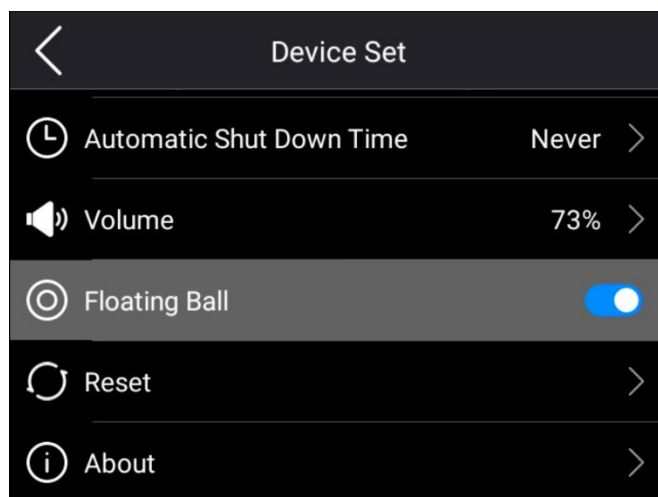 Device Set
Automatic Shut Down Time Never
Volume 73%
Floating Ball
Reset
About